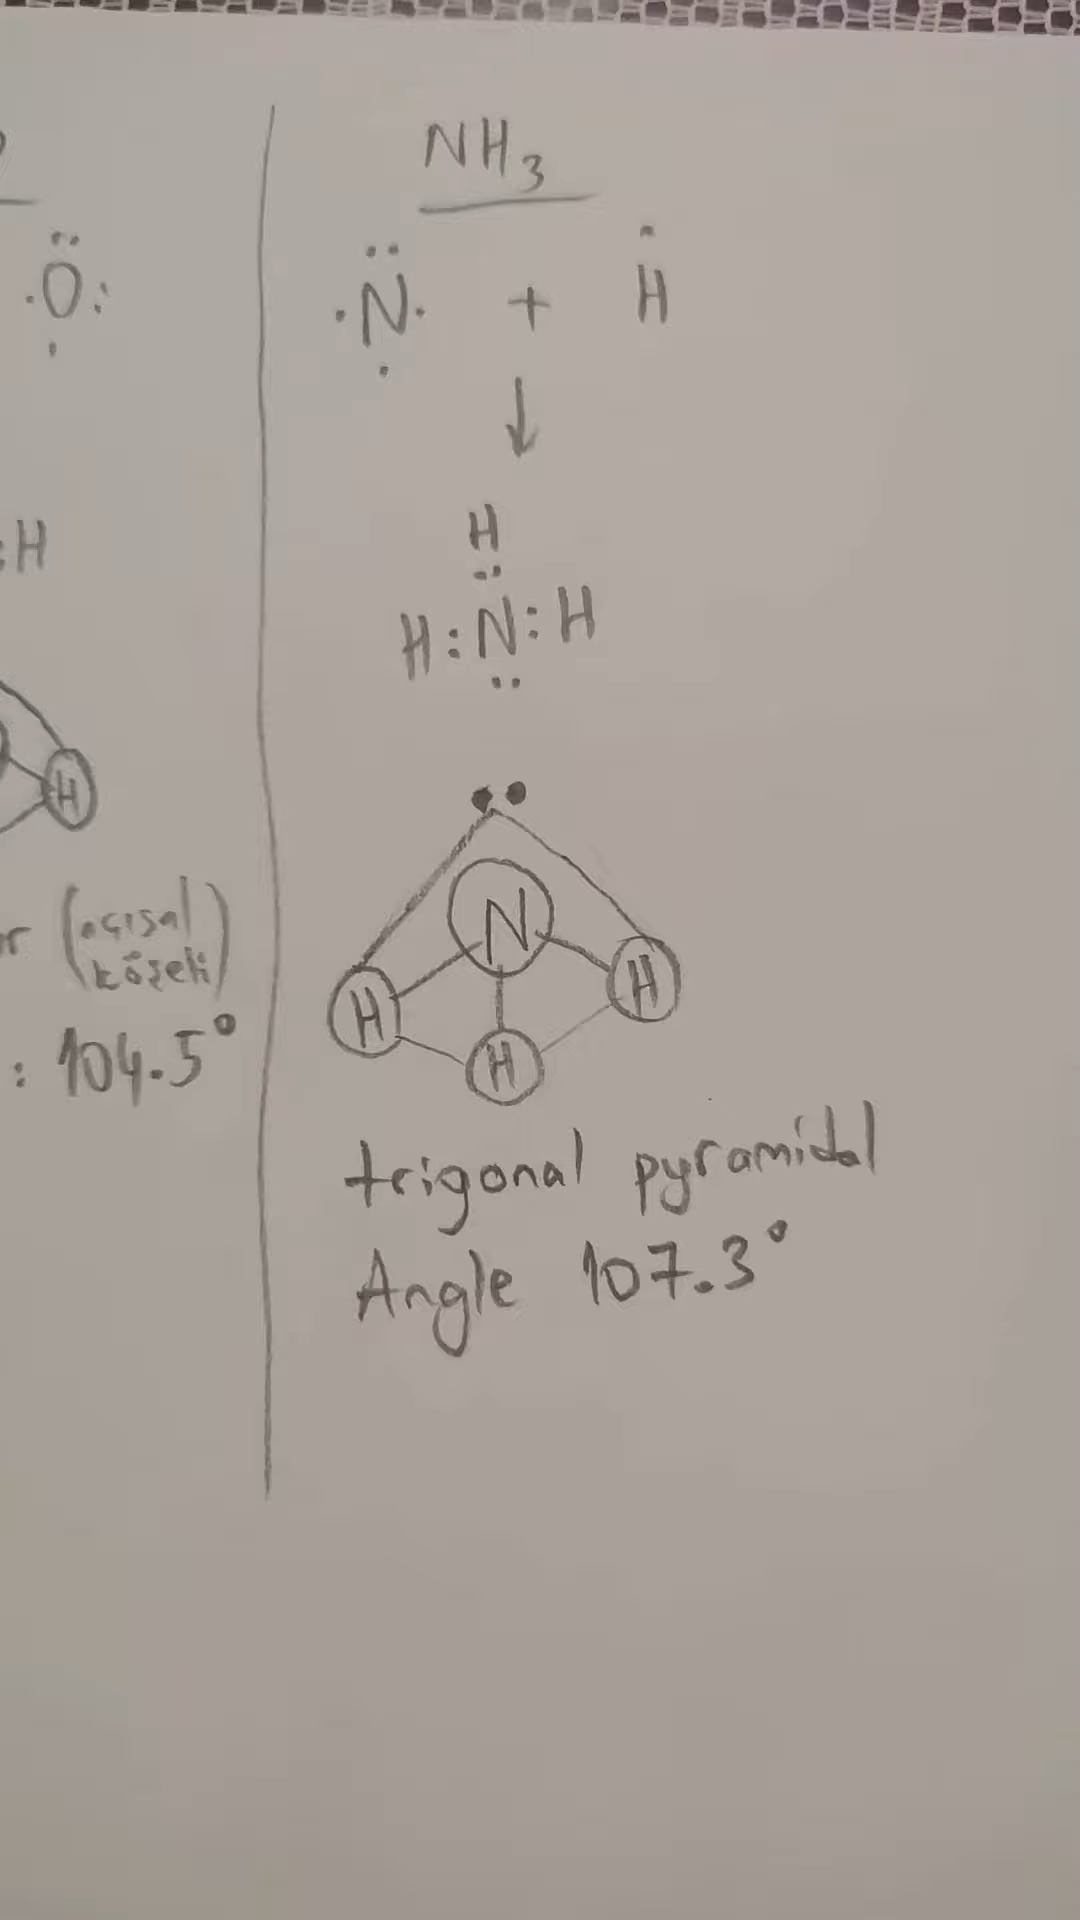 ·Ö:
:H
H
(açısal
köşeli)
: 104.5°
NH₃
·N̈· + Ḣ
↓
H
H:N:H
N
H H
H
trigonal pyramidal
Angle 107.3°